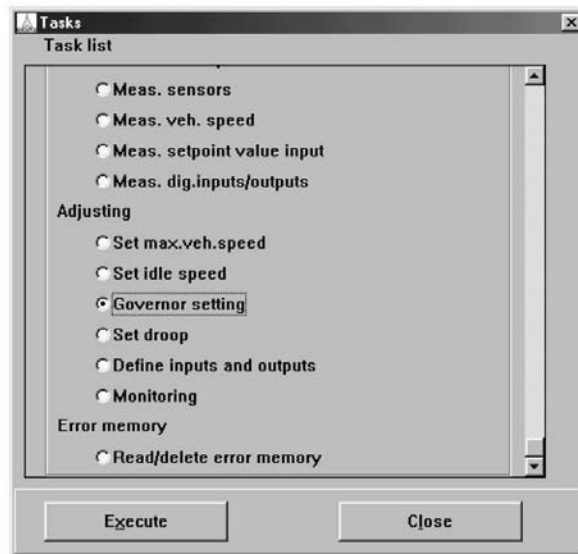 Tasks
Task list
Meas. sensors
Meas. veh. speed
Meas. setpoint value input
Meas. dig.inputs/outputs
Adjusting
Set max.veh.speed
Set idle speed
Governor setting
Set droop
Define inputs and outputs
Monitoring
Error memory
Read/delete error memory
Execute Close